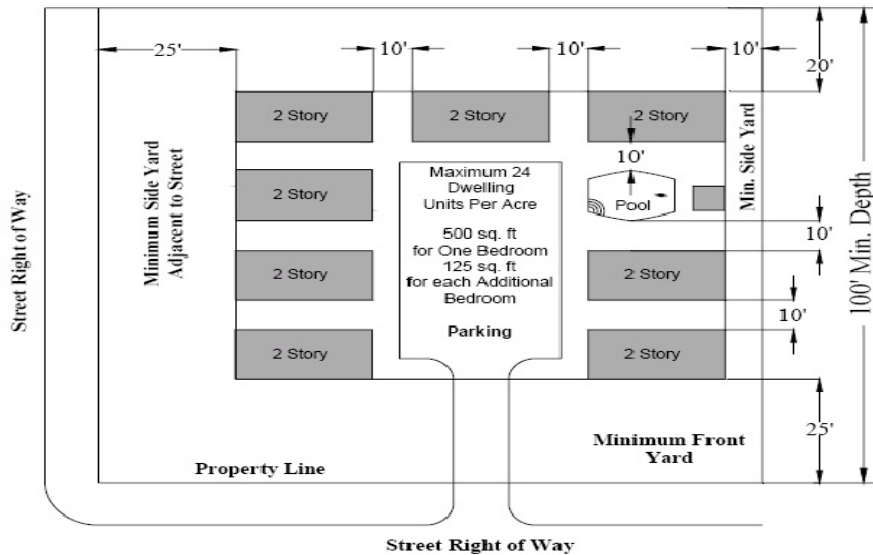 25'
10'
10'
10'
20'
2 Story
2 Story
2 Story
Street Right of Way
Minimum Side Yard
Adjacent to Street
Maximum 24
Dwelling
Units Per Acre
500 sq. ft
for One Bedroom
125 sq. ft
for each Additional
Bedroom
Parking
10'
Pool
Min. Side Yard
100' Min. Depth
2 Story
10'
2 Story
2 Story
10'
2 Story
2 Story
25'
Minimum Front
Yard
Property Line
Street Right of Way